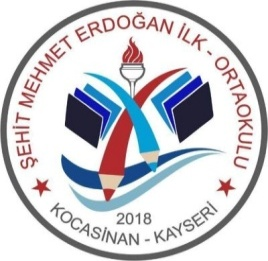 ŞEHİT MEHMET ERDOĞAN İLK - ORTAOKULU
2018
KOCASİNAN - KAYSERİ